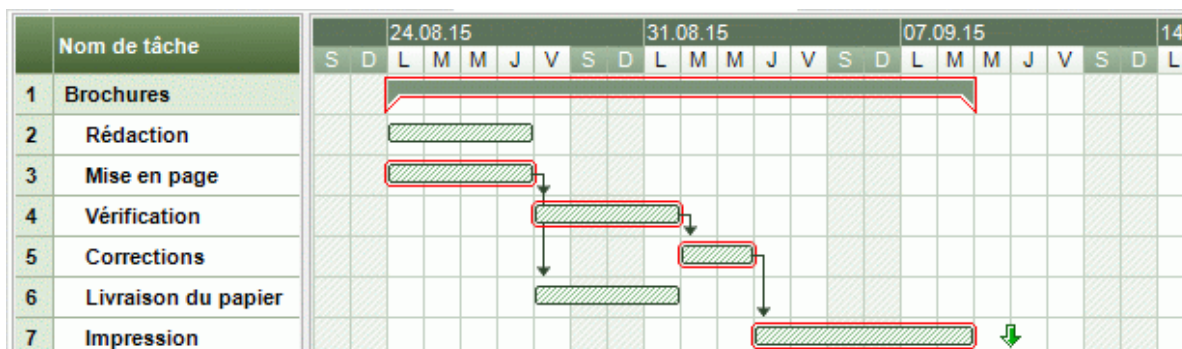 Nom de tâche
24.08.15 31.08.15 07.09.15 14
S D L M M J V S D L M M J V S D L M M J V S D L
1 Brochures
2 Rédaction
3 Mise en page
4 Vérification
5 Corrections
6 Livraison du papier
7 Impression